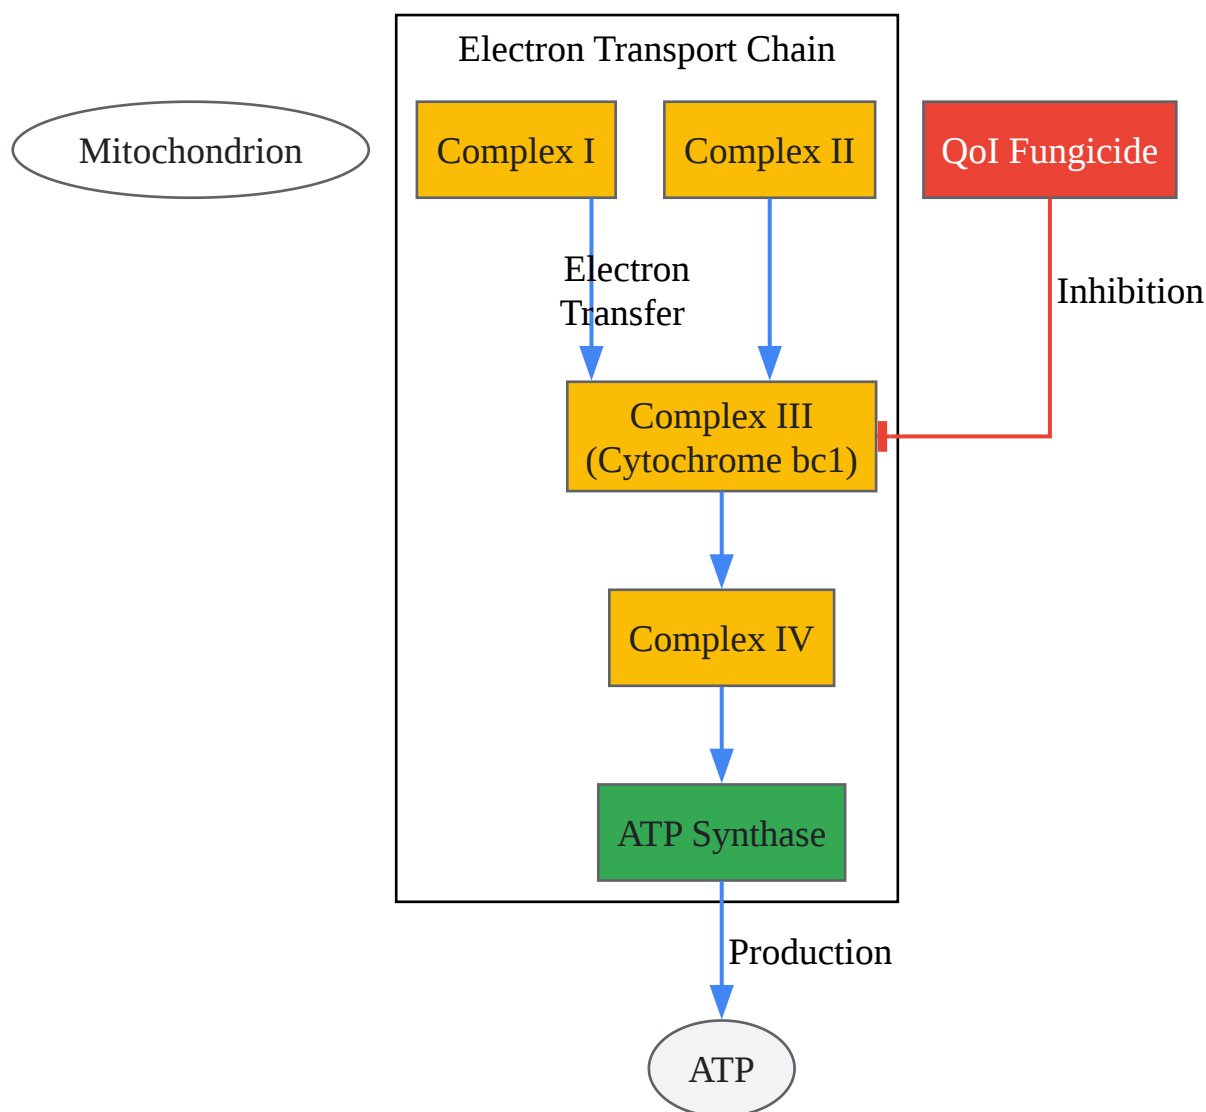 Electron Transport Chain
Mitochondrion
Complex I
Complex II
QoI Fungicide
Electron
Transfer
Inhibition
Complex III
(Cytochrome bc1)
Complex IV
ATP Synthase
Production
ATP